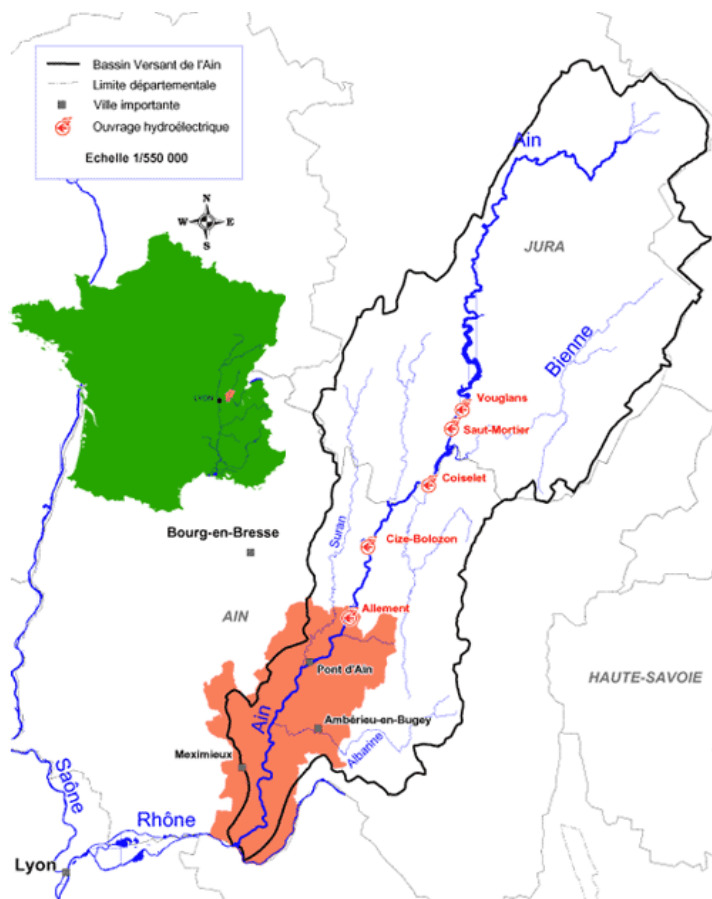 Bassin Versant de l'Ain
Limite départementale
Ville importante
Ouvrage hydroélectrique
Echelle 1/550 000
N
W E
S
Ain
JURA
Bienne
LYON
Vouglans
Saut-Mortier
Coiselet
Bourg-en-Bresse
Suran
Cize-Bolozon
Allement
AIN
Pont d'Ain
HAUTE-SAVOIE
Ain
Ambérieu-en-Bugey
Albarine
Meximieux
Saône
Rhône
Lyon